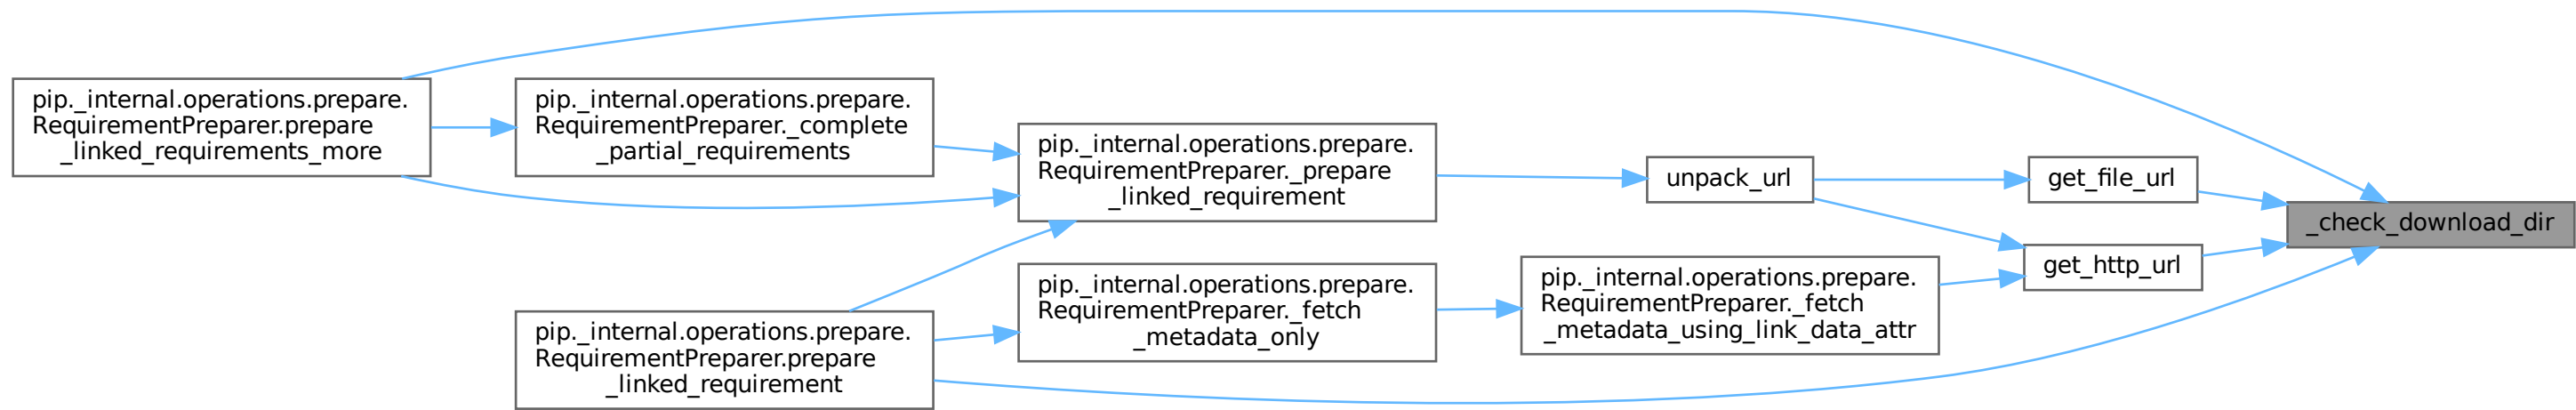 pip._internal.operations.prepare.
RequirementPreparer.prepare
_linked_requirements_more
pip._internal.operations.prepare.
RequirementPreparer._complete
_partial_requirements
pip._internal.operations.prepare.
RequirementPreparer._prepare
_linked_requirement
unpack_url
get_file_url
_check_download_dir
get_http_url
pip._internal.operations.prepare.
RequirementPreparer._fetch
_metadata_using_link_data_attr
pip._internal.operations.prepare.
RequirementPreparer._fetch
_metadata_only
pip._internal.operations.prepare.
RequirementPreparer.prepare
_linked_requirement